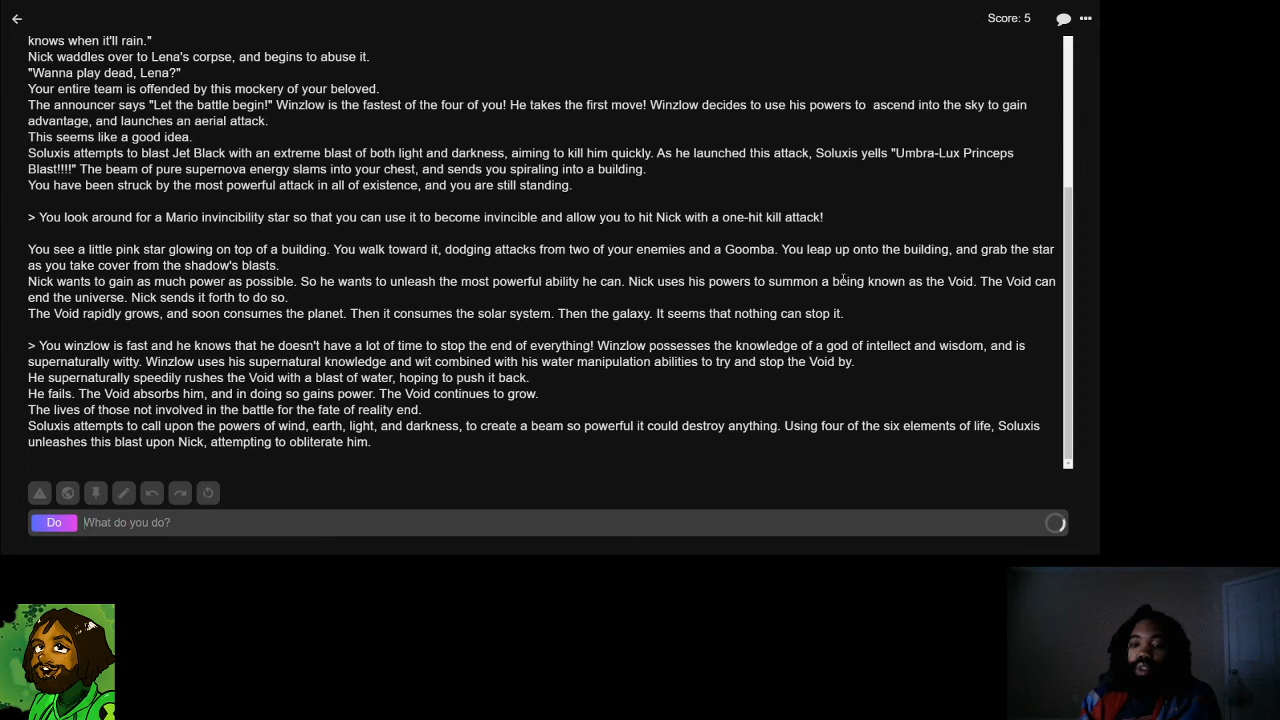 Score: 5
knows when it'll rain."
Nick waddles over to Lena's corpse, and begins to abuse it.
"Wanna play dead, Lena?"
Your entire team is offended by this mockery of your beloved.
The announcer says "Let the battle begin!" Winzlow is the fastest of the four of you! He takes the first move! Winzlow decides to use his powers to  ascend into the sky to gain
advantage, and launches an aerial attack.
This seems like a good idea.
Soluxis attempts to blast Jet Black with an extreme blast of both light and darkness, aiming to kill him quickly. As he launched this attack, Soluxis yells "Umbra-Lux Princeps
Blast!!!!" The beam of pure supernova energy slams into your chest, and sends you spiraling into a building.
You have been struck by the most powerful attack in all of existence, and you are still standing.
> You look around for a Mario invincibility star so that you can use it to become invincible and allow you to hit Nick with a one-hit kill attack!
You see a little pink star glowing on top of a building. You walk toward it, dodging attacks from two of your enemies and a Goomba. You leap up onto the building, and grab the star
as you take cover from the shadow's blasts.
Nick wants to gain as much power as possible. So he wants to unleash the most powerful ability he can. Nick uses his powers to summon a being known as the Void. The Void can
end the universe. Nick sends it forth to do so.
The Void rapidly grows, and soon consumes the planet. Then it consumes the solar system. Then the galaxy. It seems that nothing can stop it.
> You winzlow is fast and he knows that he doesn't have a lot of time to stop the end of everything! Winzlow possesses the knowledge of a god of intellect and wisdom, and is
supernaturally witty. Winzlow uses his supernatural knowledge and wit combined with his water manipulation abilities to try and stop the Void by.
He supernaturally speedily rushes the Void with a blast of water, hoping to push it back.
He fails. The Void absorbs him, and in doing so gains power. The Void continues to grow.
The lives of those not involved in the battle for the fate of reality end.
Soluxis attempts to call upon the powers of wind, earth, light, and darkness, to create a beam so powerful it could destroy anything. Using four of the six elements of life, Soluxis
unleashes this blast upon Nick, attempting to obliterate him.
Do What do you do?